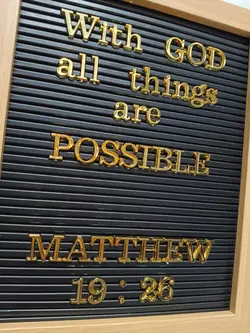 With GOD
all things
are
POSSIBLE
MATTHEW
19:26